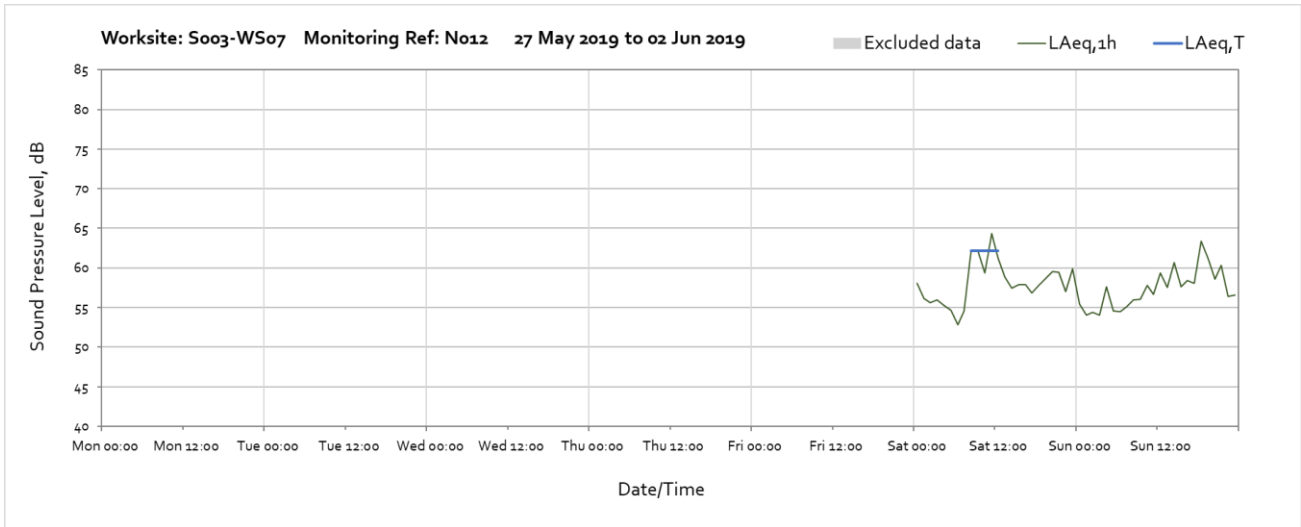 Worksite: S003-WS07 Monitoring Ref: N012 27 May 2019 to 02 Jun 2019
Excluded data LAeq,1h LAeq,T
85
80
75
70
65
60
55
50
45
40
Sound Pressure Level, dB
Mon 00:00 Mon 12:00 Tue 00:00 Tue 12:00 Wed 00:00 Wed 12:00 Thu 00:00 Thu 12:00 Fri 00:00 Fri 12:00 Sat 00:00 Sat 12:00 Sun 00:00 Sun 12:00
Date/Time